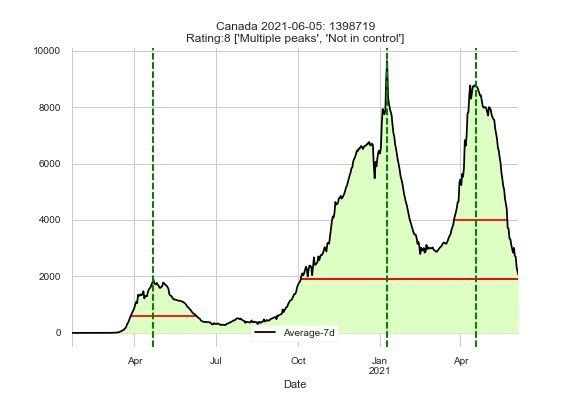 Canada 2021-06-05: 1398719
Rating:8 ['Multiple peaks', 'Not in control']
10000
8000
6000
4000
2000
0
Average-7d
Apr Jul Oct Jan Apr
2021
Date